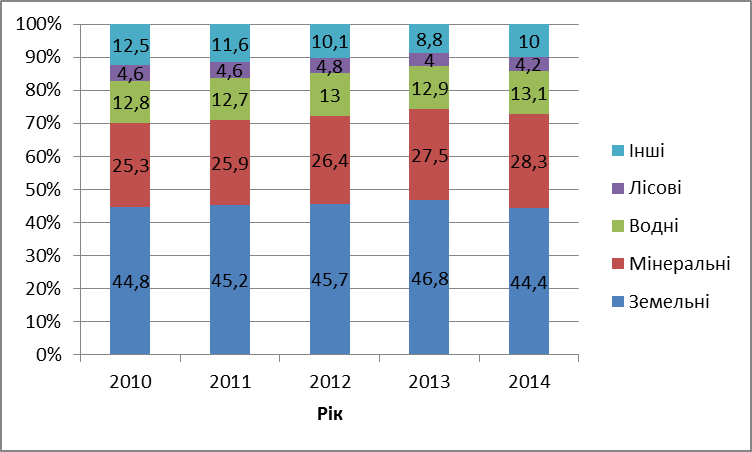 100%
90%
80%
70%
60%
50%
40%
30%
20%
10%
0%
12,5 11,6 10,1 8,8 10
4,6 4,6 4,8 4 4,2
12,8 12,7 13 12,9 13,1
25,3 25,9 26,4 27,5 28,3
44,8 45,2 45,7 46,8 44,4
2010 2011 2012 2013 2014
Рік
Інші
Лісові
Водні
Мінеральні
Земельні